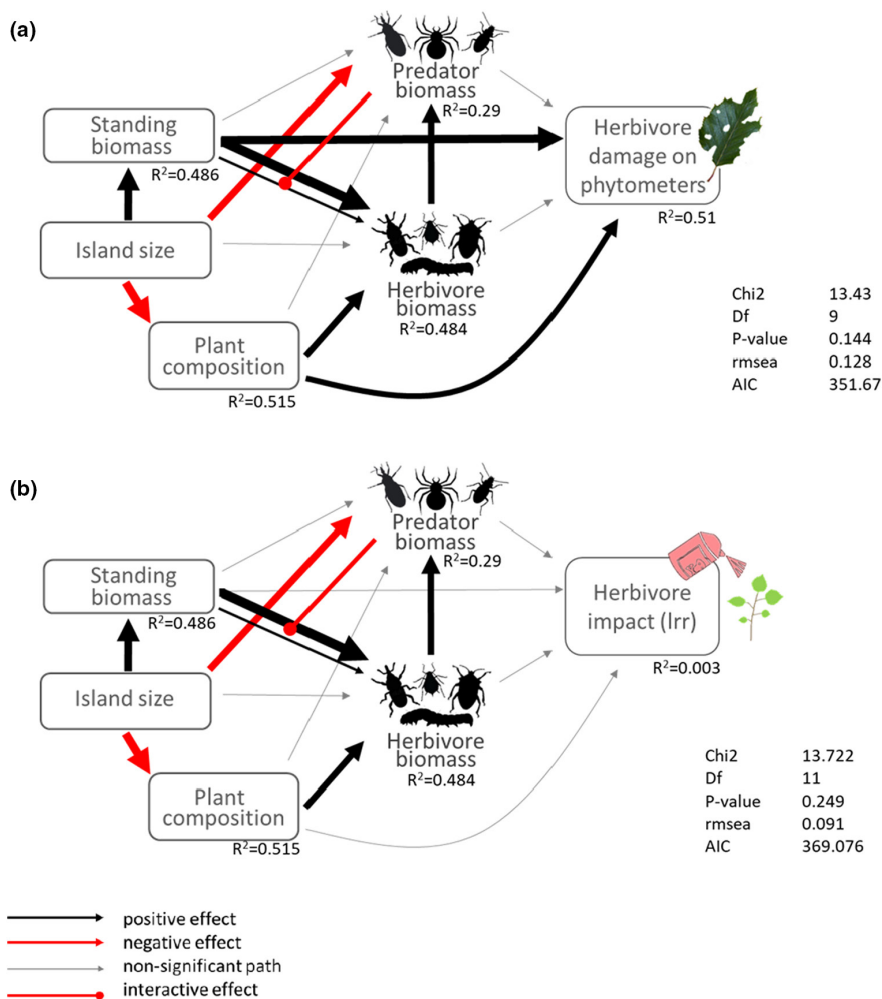 (a)
Predator
biomass
R²=0.29
Standing
biomass
R²=0.486
Herbivore
damage on
phytometers
R²=0.51
Island size
Herbivore
biomass
R²=0.484
Plant
composition
R²=0.515
Chi2 13.43
Df 9
P-value 0.144
rmsea 0.128
AIC 351.67
(b)
Predator
biomass
R²=0.29
Standing
biomass
R²=0.486
Herbivore
impact (lrr)
R²=0.003
Island size
Herbivore
biomass
R²=0.484
Plant
composition
R²=0.515
Chi2 13.722
Df 11
P-value 0.249
rmsea 0.091
AIC 369.076
positive effect
negative effect
non-significant path
interactive effect